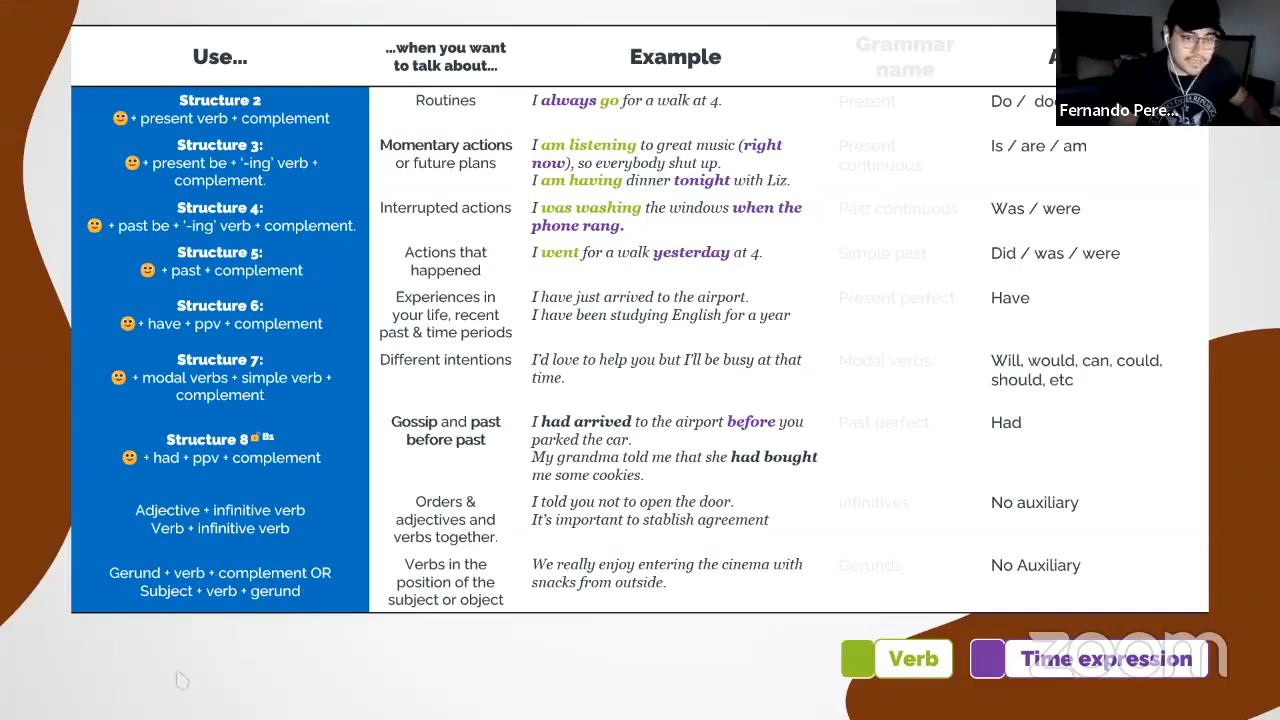 Use...
...when you want
to talk about...
Example
Grammar
name
A
Fernando Pere...
Structure 2
+ present verb + complement
Routines
I always go for a walk at 4.
Present
Do /
Structure 3:
+ present be + ‘-ing’ verb +
complement.
Momentary actions
or future plans
I am listening to great music (right
now), so everybody shut up.
I am having dinner tonight with Liz.
Present
continuous
Is / are / am
Structure 4:
+ past be + ‘-ing’ verb + complement.
Interrupted actions
I was washing the windows when the
phone rang.
Past continuous
Was / were
Structure 5:
+ past + complement
Actions that
happened
I went for a walk yesterday at 4.
Simple past
Did / was / were
Structure 6:
+ have + ppv + complement
Experiences in
your life, recent
past & time periods
I have just arrived to the airport.
I have been studying English for a year
Present perfect
Have
Structure 7:
+ modal verbs + simple verb +
complement
Different intentions
I'd love to help you but I'll be busy at that
time.
Modal verbs
Will, would, can, could,
should, etc
Structure 8 B1
+ had + ppv + complement
Gossip and past
before past
I had arrived to the airport before you
parked the car.
My grandma told me that she had bought
me some cookies.
Past perfect
Had
Adjective + infinitive verb
Verb + infinitive verb
Orders &
adjectives and
verbs together.
I told you not to open the door.
It's important to stablish agreement
Infinitives
No auxiliary
Gerund + verb + complement OR
Subject + verb + gerund
Verbs in the
position of the
subject or object
We really enjoy entering the cinema with
snacks from outside.
Gerunds
No Auxiliary
Verb
Time expression
zoom